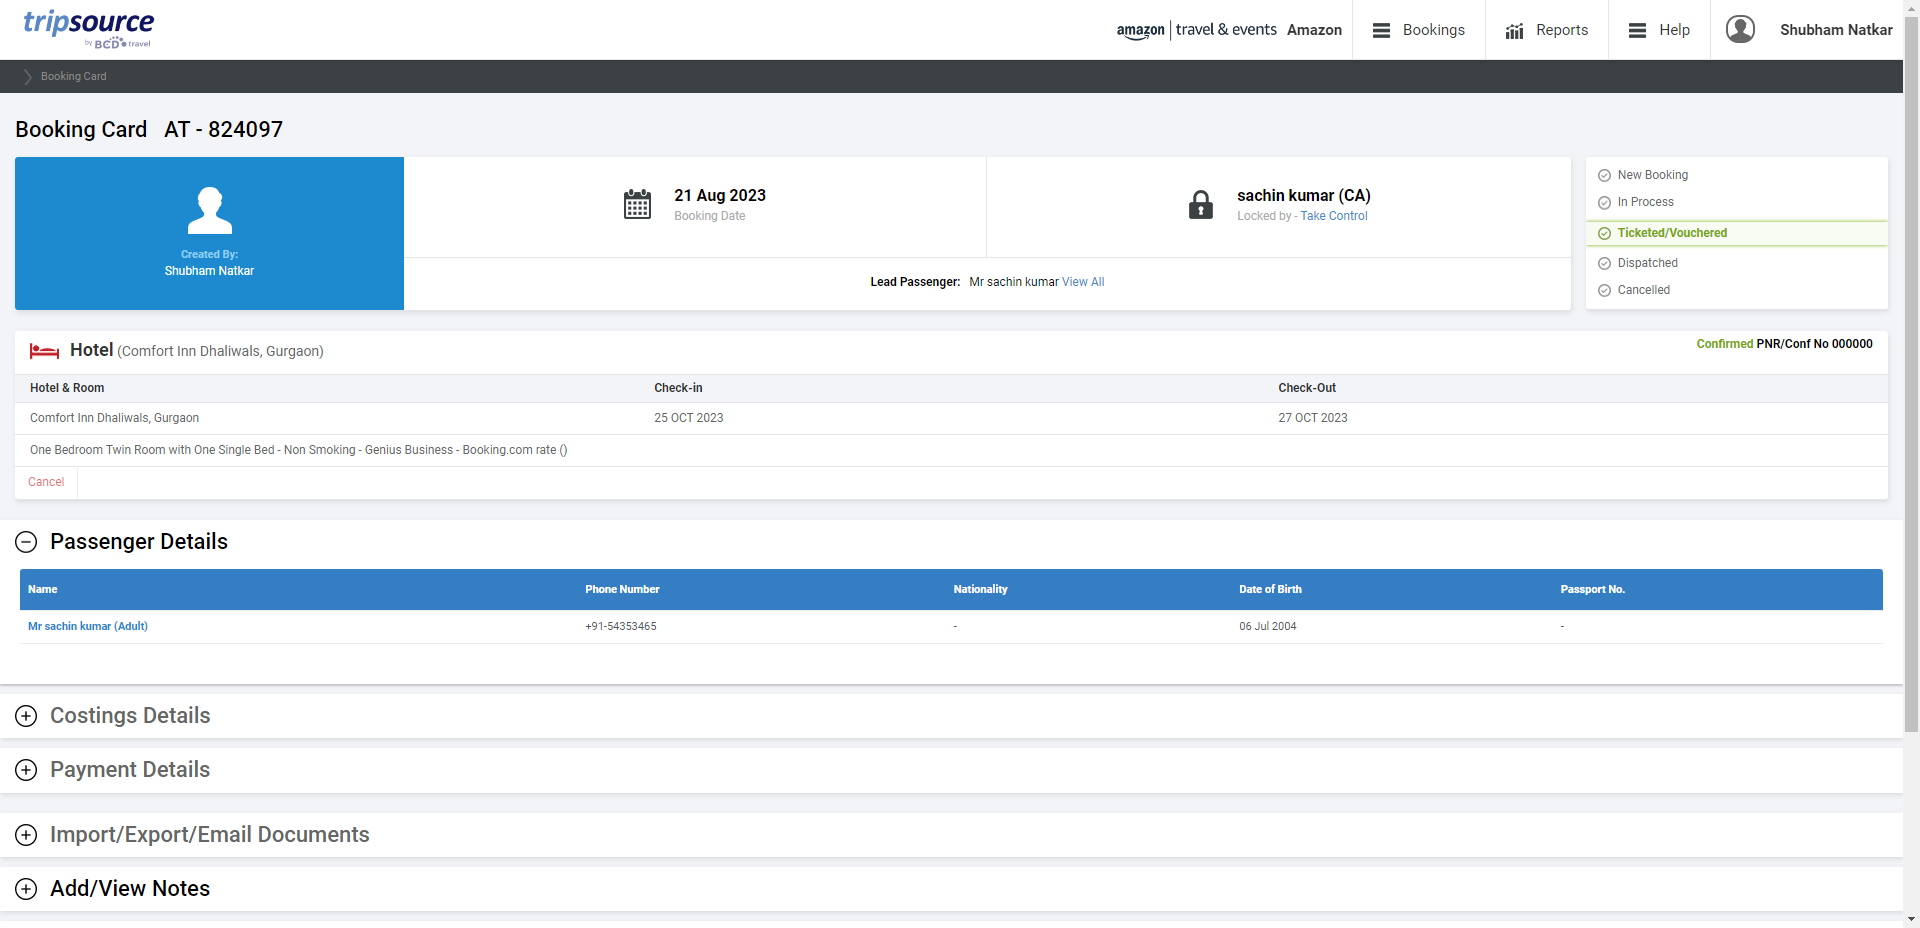 tripsource
by BCD travel
amazon | travel & events Amazon
Bookings
Reports
Help
Shubham Natkar
Booking Card
Booking Card AT - 824097
Created By:
Shubham Natkar
21 Aug 2023
Booking Date
sachin kumar (CA)
Locked by - Take Control
Lead Passenger: Mr sachin kumar View All
New Booking
In Process
Ticketed/Vouchered
Dispatched
Cancelled
Hotel (Comfort Inn Dhaliwals, Gurgaon)
Confirmed PNR/Conf No 000000
Hotel & Room Check-in Check-Out
Comfort Inn Dhaliwals, Gurgaon 25 OCT 2023 27 OCT 2023
One Bedroom Twin Room with One Single Bed - Non Smoking - Genius Business - Booking.com rate ()
Cancel
Passenger Details
Name Phone Number Nationality Date of Birth Passport No.
Mr sachin kumar (Adult) +91-54353465 - 06 Jul 2004 -
Costings Details
Payment Details
Import/Export/Email Documents
Add/View Notes